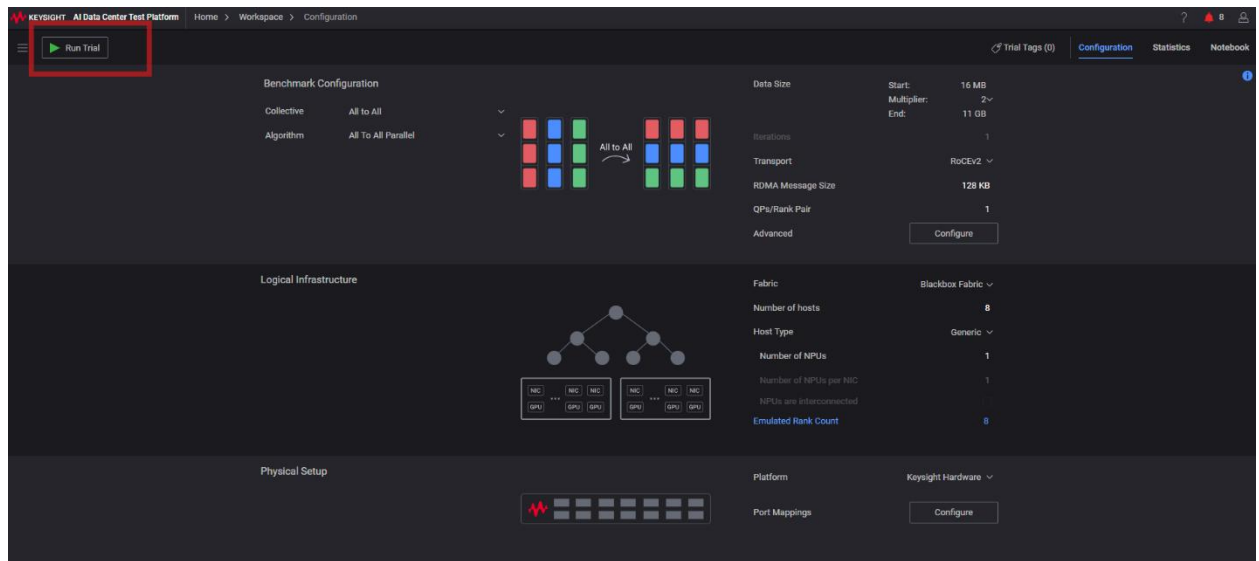 KEYSIGHT AI Data Center Test Platform Home > Workspace > Configuration ? 8
Run Trial Trial Tags (0) Configuration Statistics Notebook
Benchmark Configuration
Collective All to All
Algorithm All To All Parallel
All to All
Data Size Start: 16 MB
Multiplier: 2
End: 11 GB
Iterations 1
Transport RoCEv2
RDMA Message Size 128 KB
QPs/Rank Pair 1
Advanced Configure
Logical Infrastructure
NIC ... NIC NIC NIC ... NIC NIC
GPU GPU GPU GPU GPU GPU
Fabric Blackbox Fabric
Number of hosts 8
Host Type Generic
Number of NPUs 1
Number of NPUs per NIC 1
NPUs are interconnected
Emulated Rank Count 8
Physical Setup
Platform Keysight Hardware
Port Mappings Configure